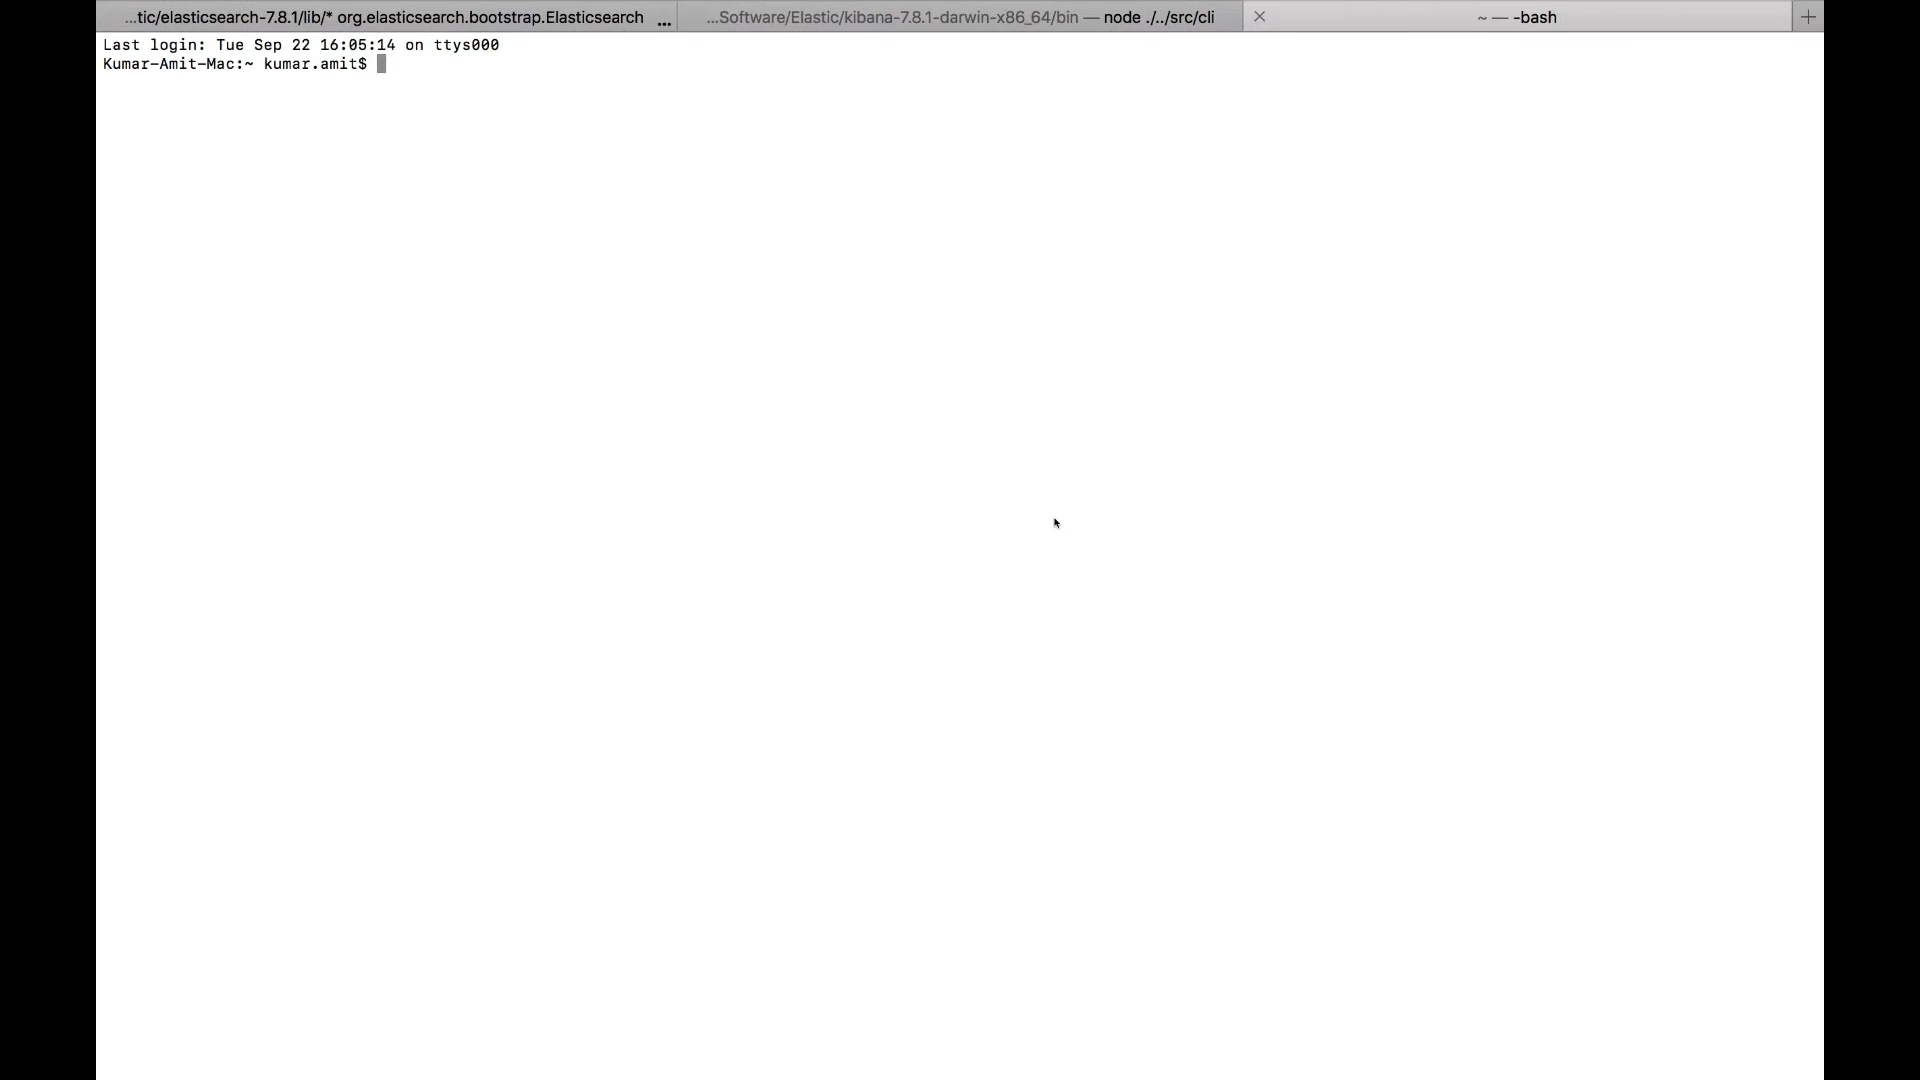 ...tic/elasticsearch-7.8.1/lib/* org.elasticsearch.bootstrap.Elasticsearch ...
...Software/Elastic/kibana-7.8.1-darwin-x86_64/bin — node ./../src/cli
~ — -bash
Last login: Tue Sep 22 16:05:14 on ttys000
Kumar-Amit-Mac:~ kumar.amit$